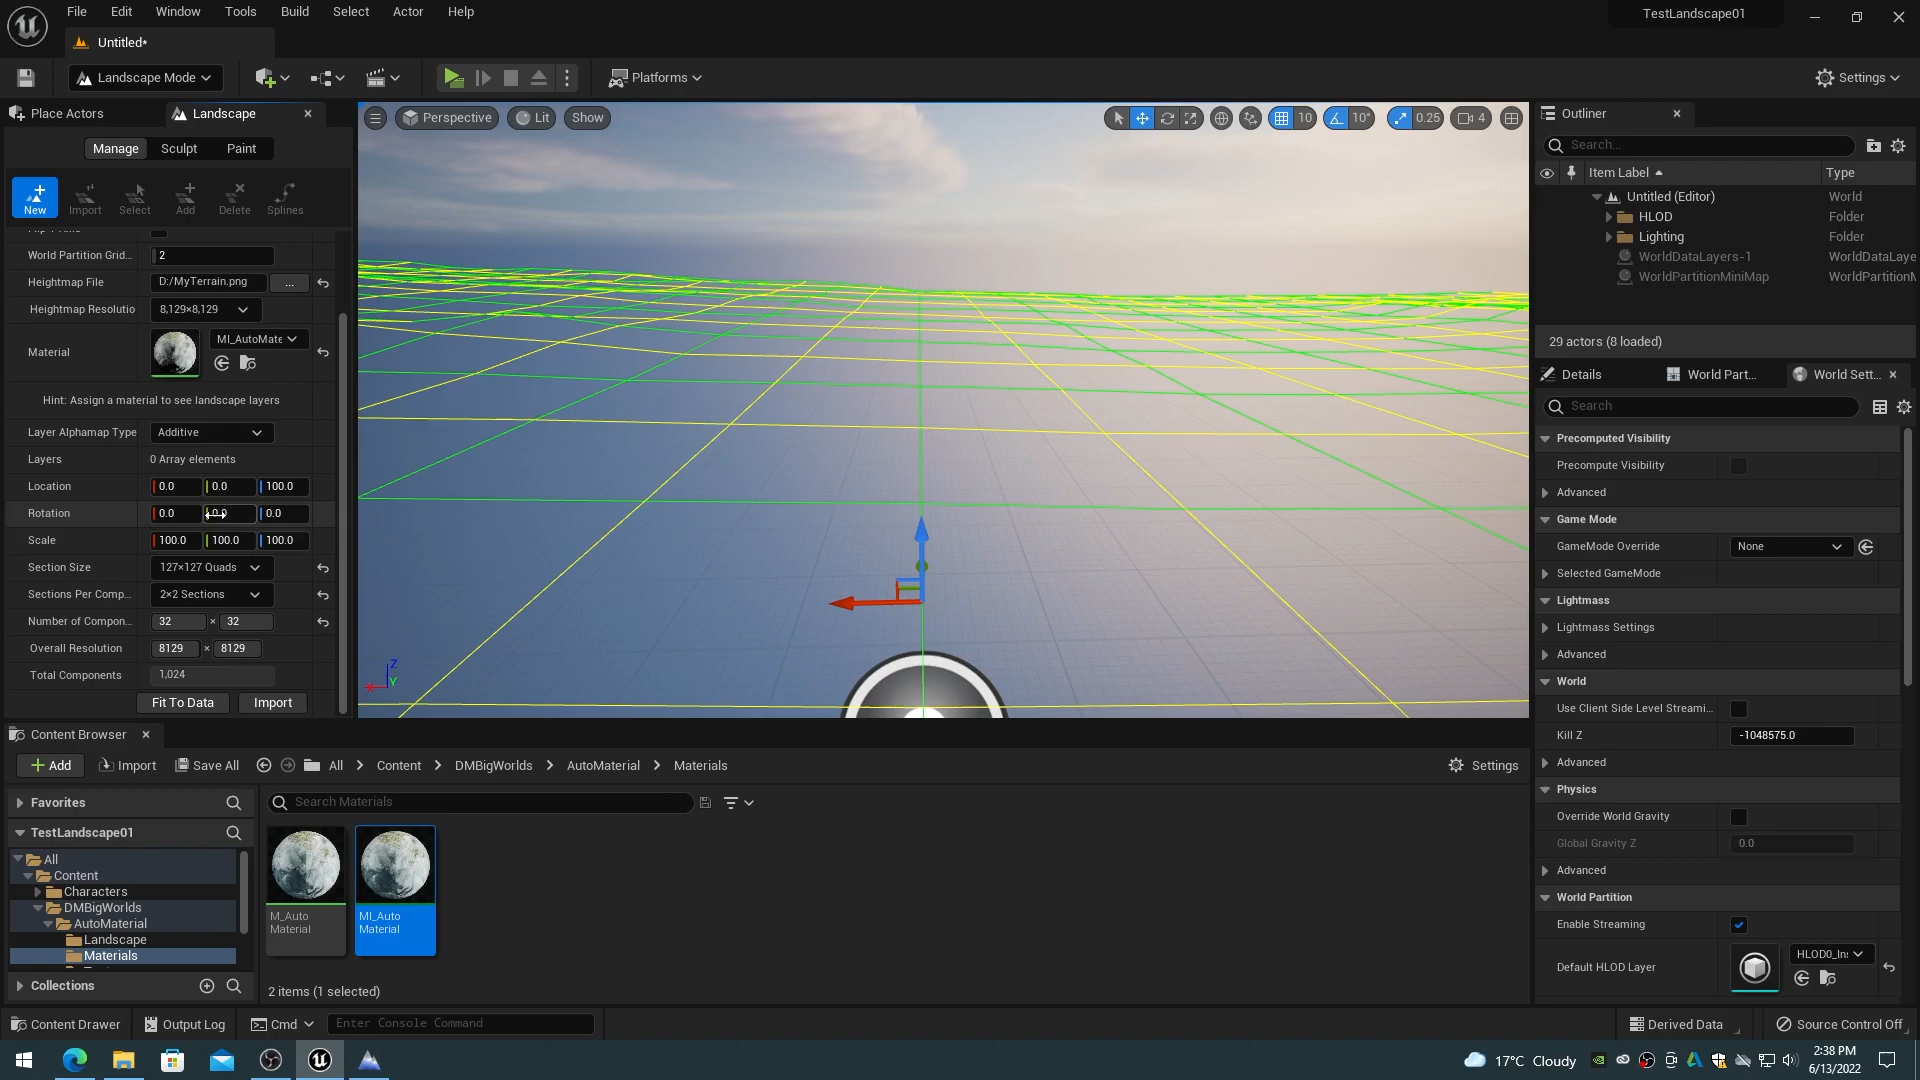 File Edit Window Tools Build Select Actor Help
TestLandscape01
Untitled*
Landscape Mode
Platforms
Settings
Place Actors
Landscape
Manage Sculpt Paint
New Import Select Add Delete Splines
World Partition Grid... 2
Heightmap File D:/MyTerrain.png ...
Heightmap Resolutio 8,129×8,129
Material MI_AutoMate
Hint: Assign a material to see landscape layers
Layer Alphamap Type Additive
Layers 0 Array elements
Location 0.0 0.0 100.0
Rotation 0.0 0.0 0.0
Scale 100.0 100.0 100.0
Section Size 127×127 Quads
Sections Per Comp... 2×2 Sections
Number of Compon... 32 × 32
Overall Resolution 8129 × 8129
Total Components 1,024
Fit To Data Import
Perspective Lit Show
10 10° 0.25 4
Z
X Y
Outliner
Search...
Item Label Type
Untitled (Editor) World
HLOD Folder
Lighting Folder
WorldDataLayers-1 WorldDataLaye
WorldPartitionMiniMap WorldPartitionM
29 actors (8 loaded)
Details World Part... World Sett...
Search
Precomputed Visibility
Precompute Visibility
Advanced
Game Mode
GameMode Override None
Selected GameMode
Lightmass
Lightmass Settings
Advanced
World
Use Client Side Level Streami...
Kill Z -1048575.0
Advanced
Physics
Override World Gravity
Global Gravity Z 0.0
Advanced
World Partition
Enable Streaming
Default HLOD Layer HLOD0_In
Content Browser
Add Import Save All All > Content > DMBigWorlds > AutoMaterial > Materials Settings
Favorites
TestLandscape01
All
Content
Characters
DMBigWorlds
AutoMaterial
Landscape
Materials
Collections
Search Materials
M_Auto
Material
MI_Auto
Material
2 items (1 selected)
Content Drawer Output Log Cmd Enter Console Command Derived Data Source Control Off
17°C Cloudy
2:38 PM
6/13/2022